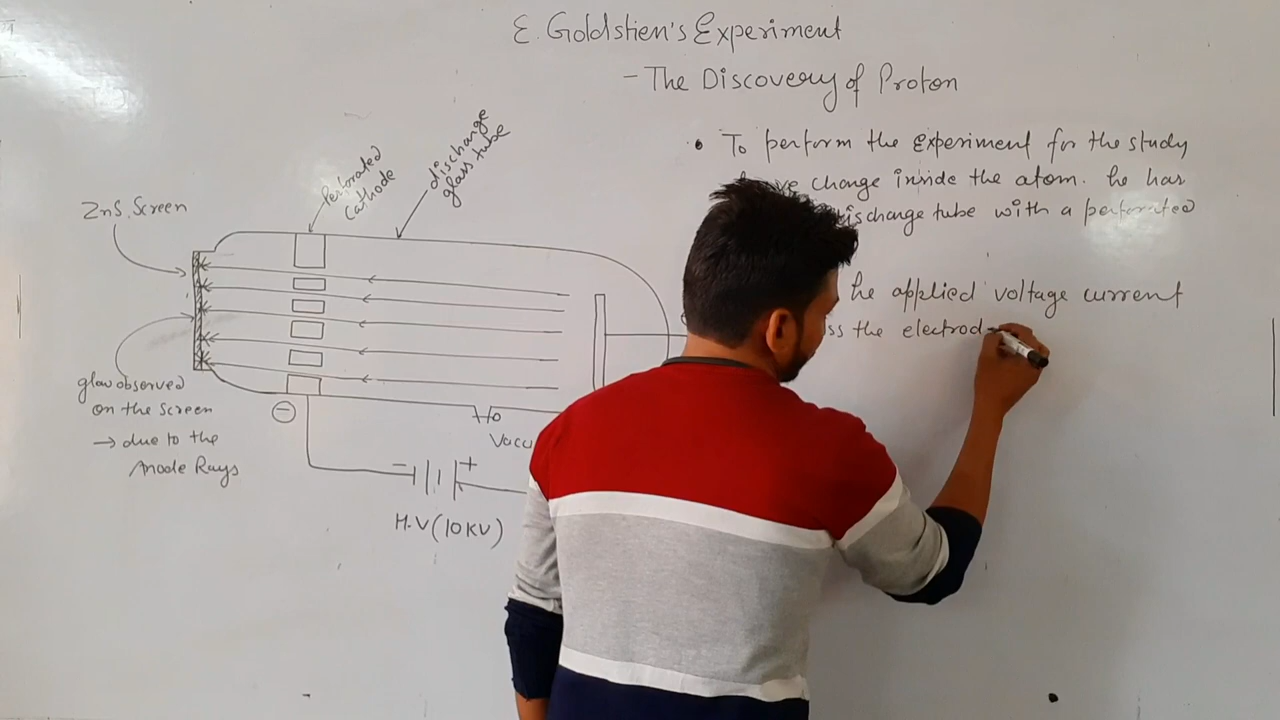 E. Goldstien's Experiment
- The Discovery of Proton
• To perform the experiment for the study
change inside the atom. he has
discharge tube with a perforated
he applied voltage current
the electrod
Perforated
Cathode
discharge
glass tube
ZnS. Screen
glow observed
on the Screen
→ due to the
Anode Rays
−
− +
H.V (10KV)